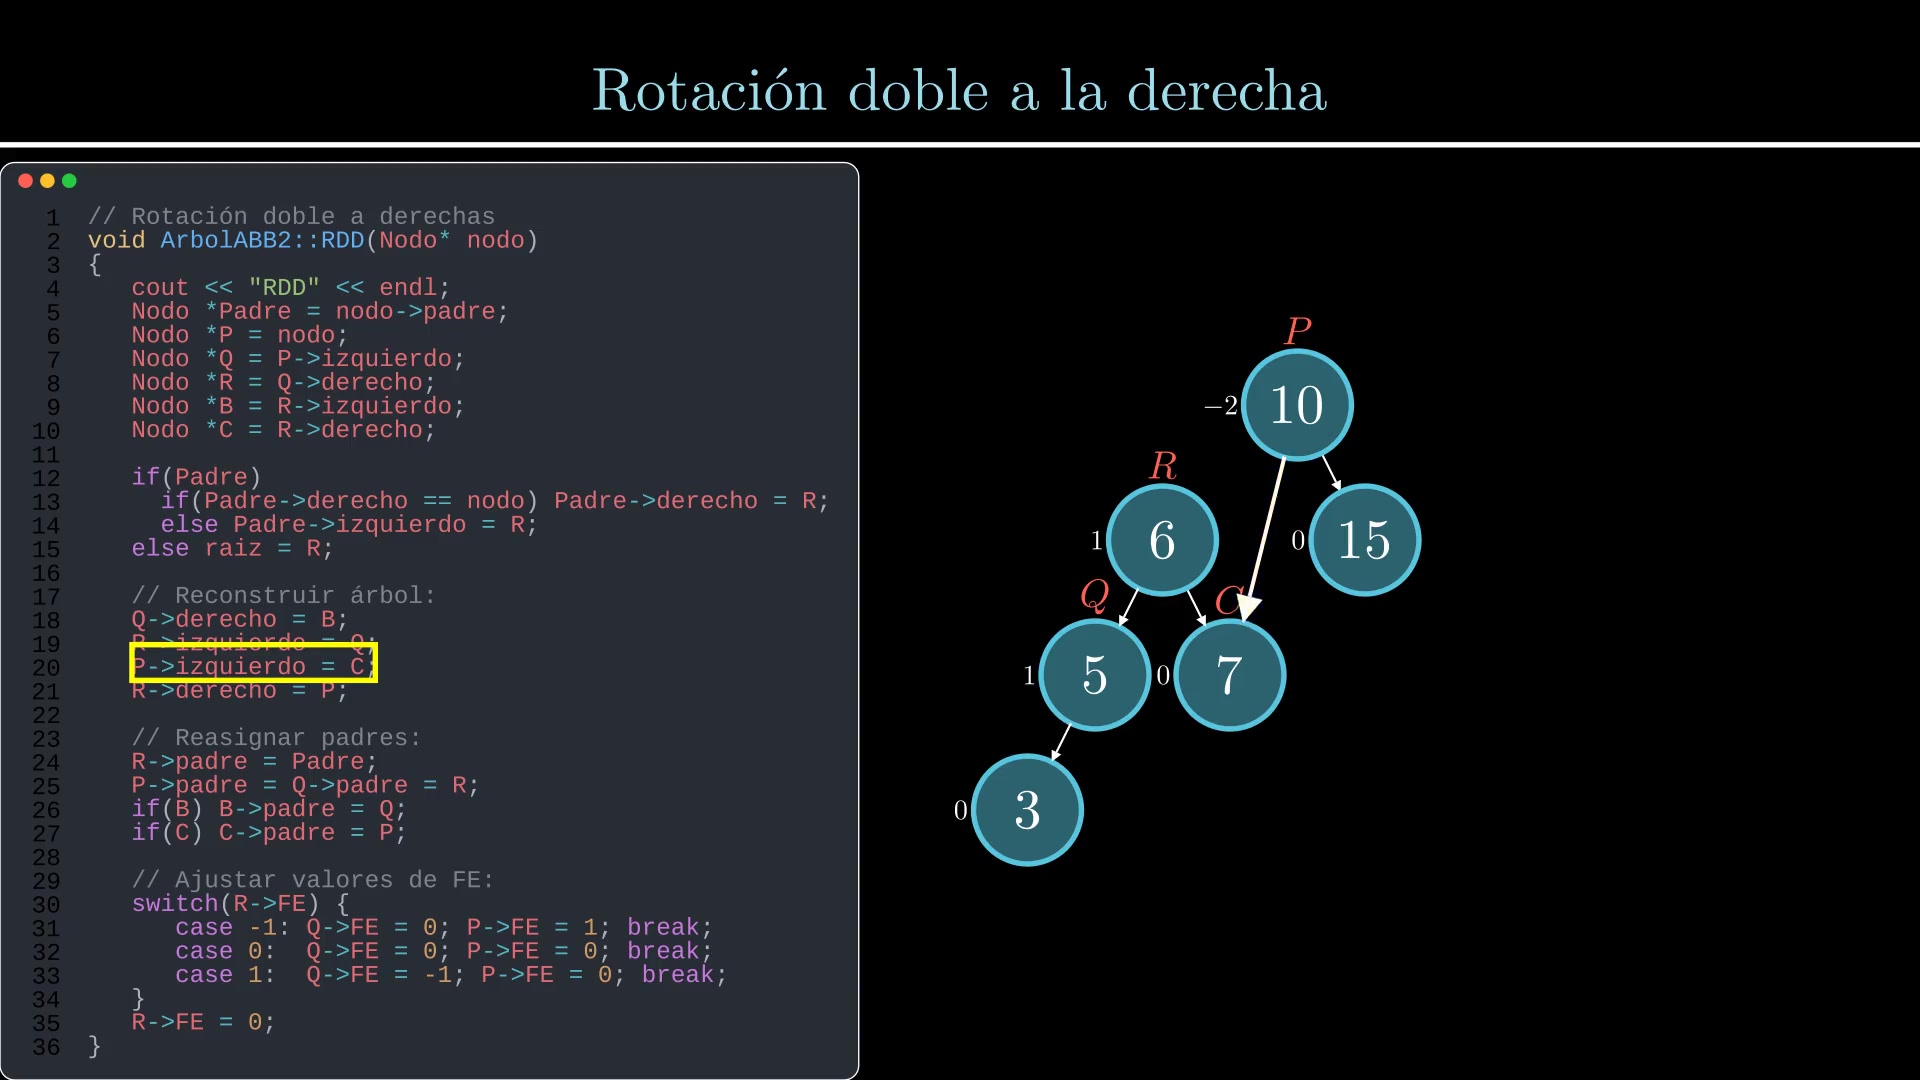 Rotación doble a la derecha
1 // Rotación doble a derechas
2 void ArbolABB2::RDD(Nodo* nodo)
3 {
4 cout << "RDD" << endl;
5 Nodo *Padre = nodo->padre;
6 Nodo *P = nodo;
7 Nodo *Q = P->izquierdo;
8 Nodo *R = Q->derecho;
9 Nodo *B = R->izquierdo;
10 Nodo *C = R->derecho;
11
12 if(Padre)
13 if(Padre->derecho == nodo) Padre->derecho = R;
14 else Padre->izquierdo = R;
15 else raiz = R;
16
17 // Reconstruir árbol:
18 Q->derecho = B;
19 R->izquierdo = Q;
20 P->izquierdo = C;
21 R->derecho = P;
22
23 // Reasignar padres:
24 R->padre = Padre;
25 P->padre = Q->padre = R;
26 if(B) B->padre = Q;
27 if(C) C->padre = P;
28
29 // Ajustar valores de FE:
30 switch(R->FE) {
31 case -1: Q->FE = 0; P->FE = 1; break;
32 case 0: Q->FE = 0; P->FE = 0; break;
33 case 1: Q->FE = -1; P->FE = 0; break;
34 }
35 R->FE = 0;
36 }
P
−2 10
R
1 6 0 15
Q C
1 5 0 7
0 3